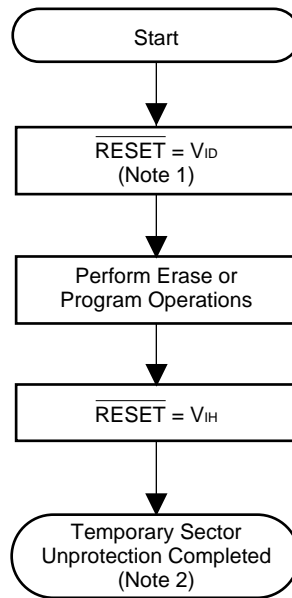 Start
RESET = VID
(Note 1)
Perform Erase or
Program Operations
RESET = VIH
Temporary Sector
Unprotection Completed
(Note 2)